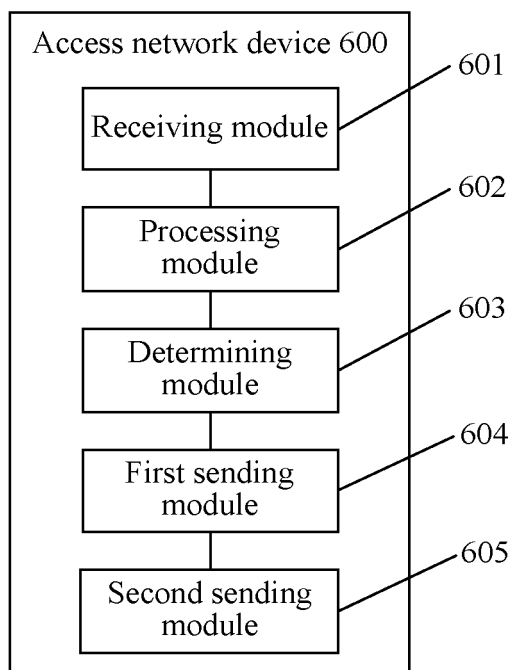 Access network device 600
601
Receiving module
602
Processing
module
603
Determining
module
604
First sending
module
605
Second sending
module